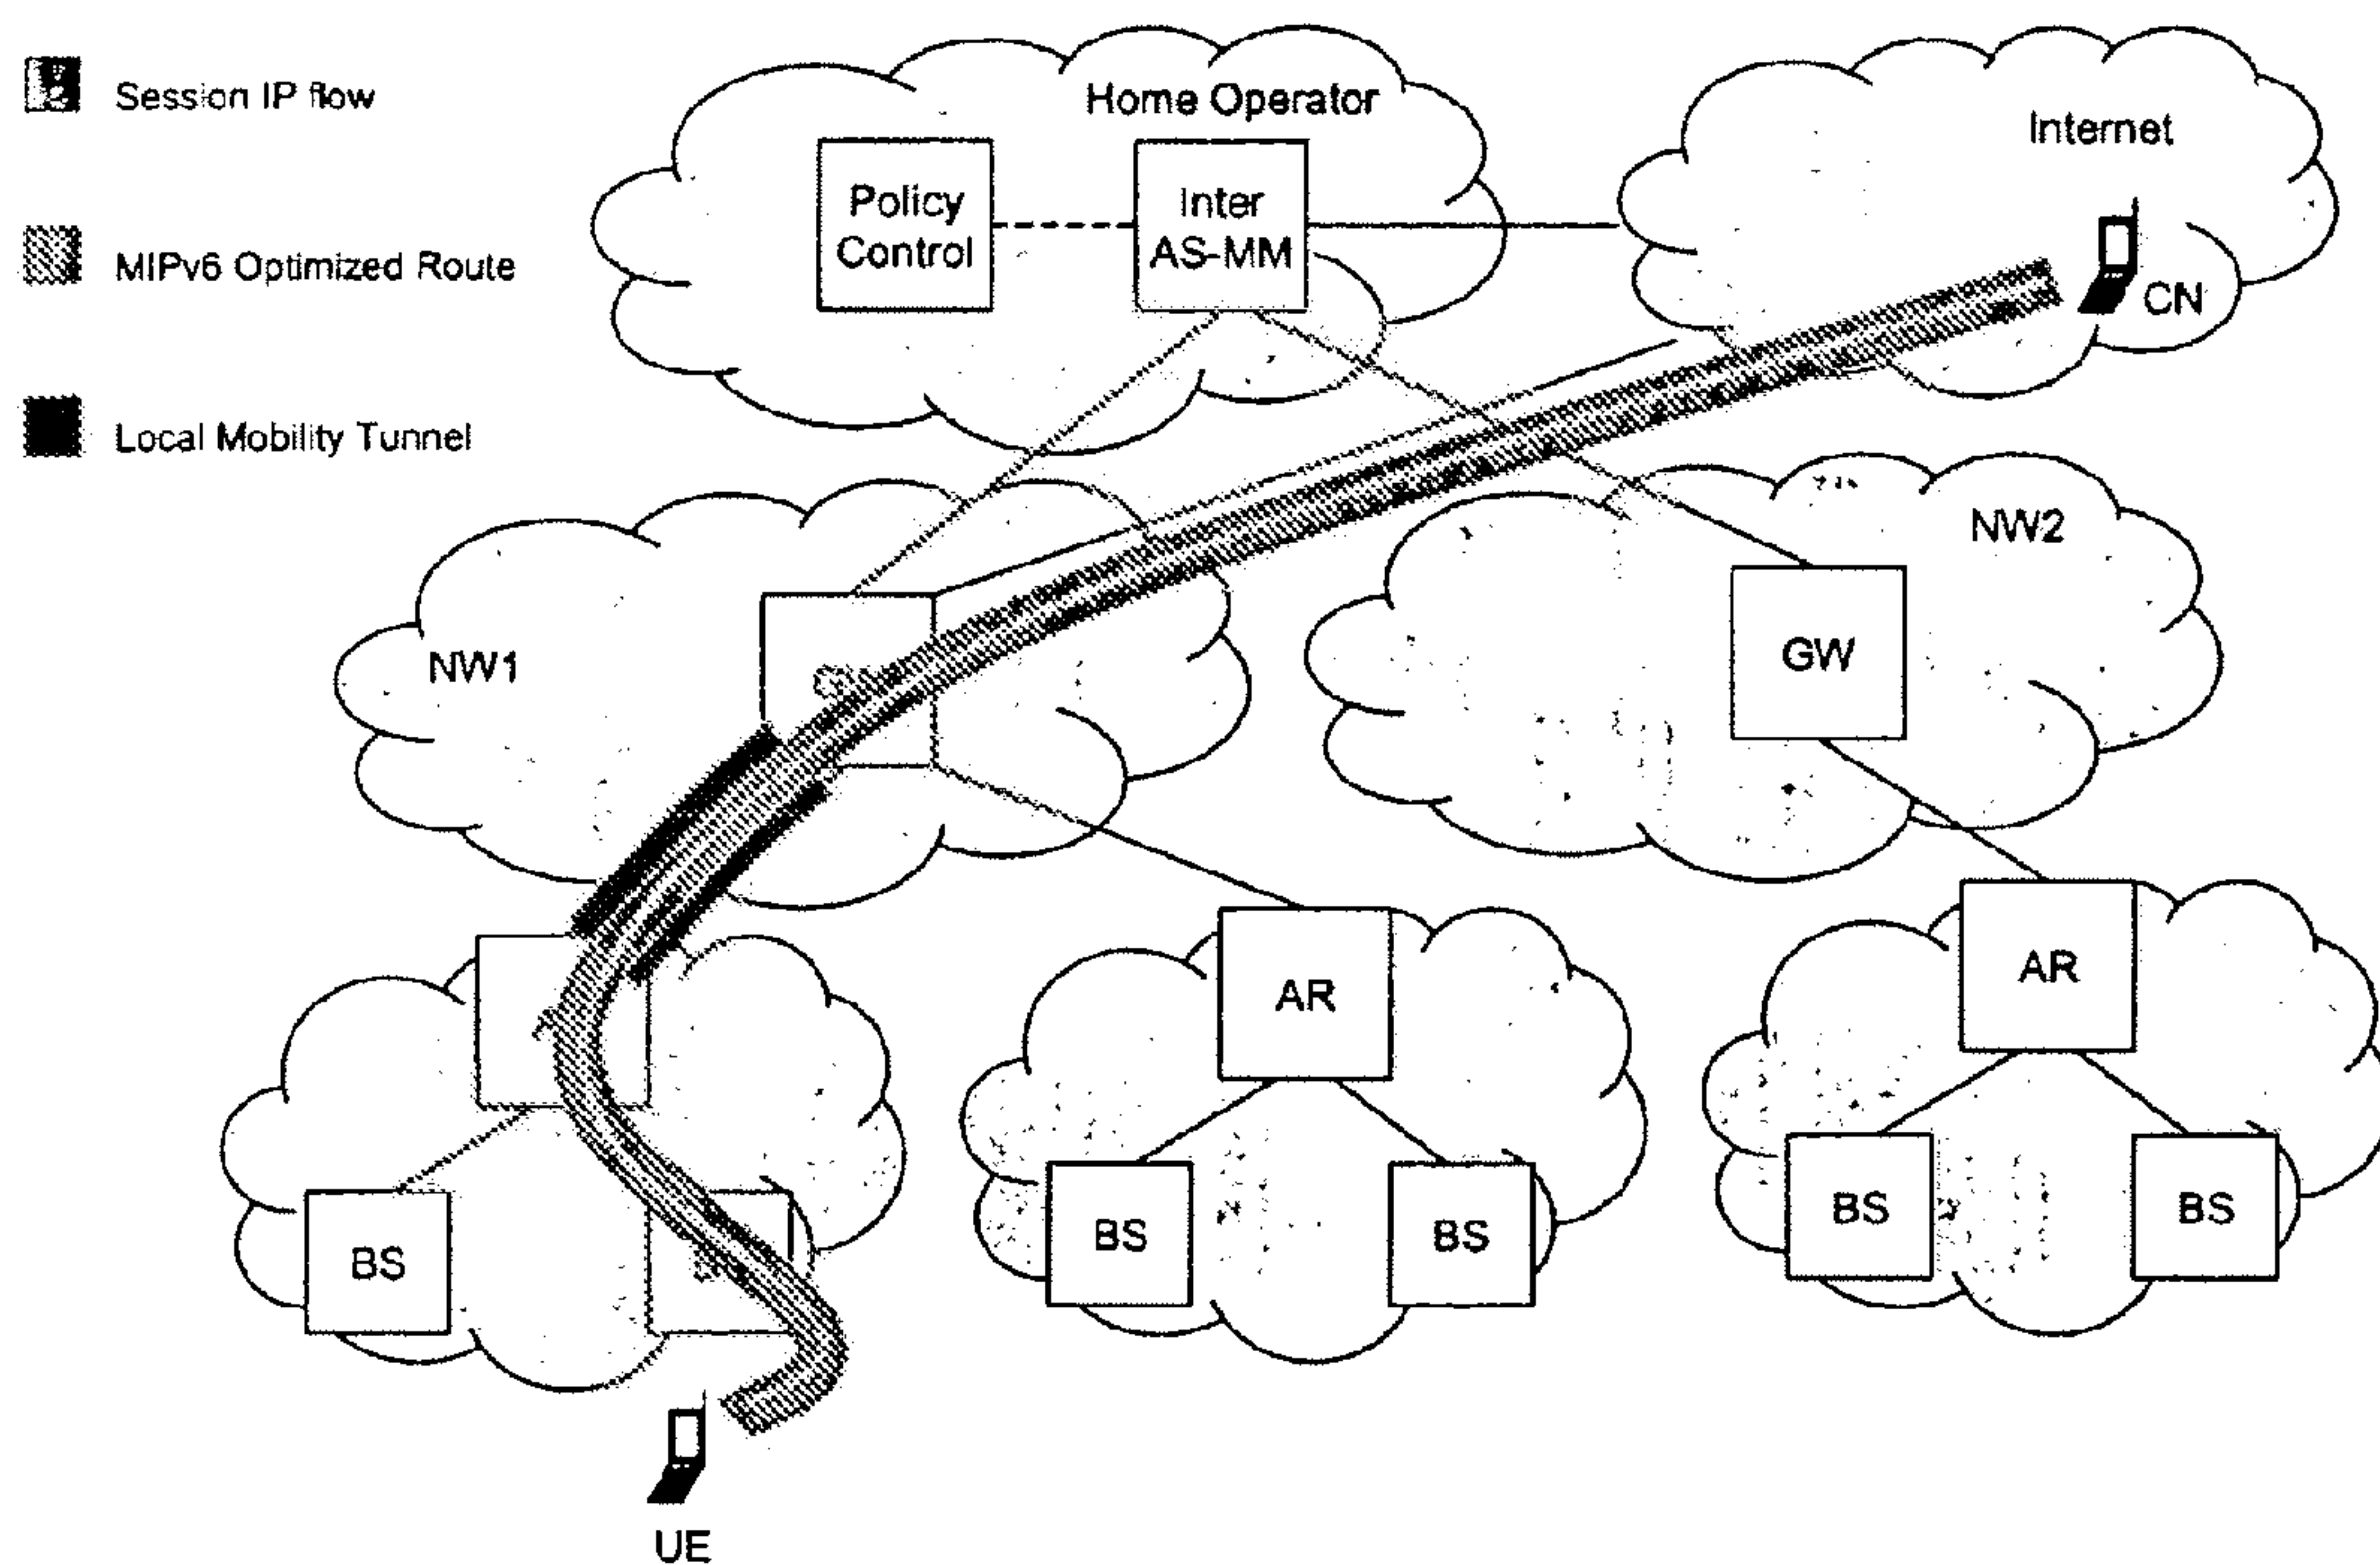 Session IP flow
MIPv6 Optimized Route
Local Mobility Tunnel
Home Operator
Policy
Control
Inter
AS-MM
Internet
CN
NW1
NW2
GW
AR
AR
BS
BS
BS
BS
BS
UE